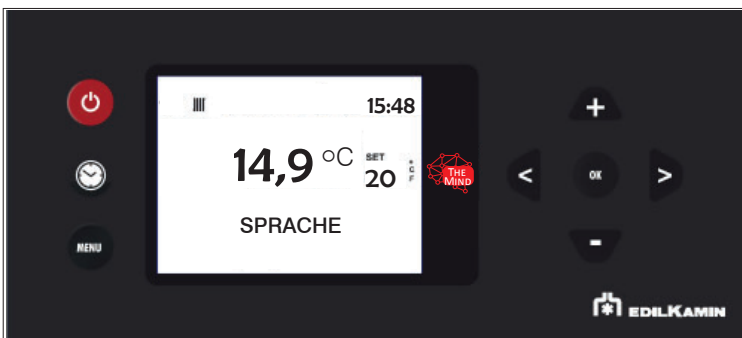 15:48
14,9 °C
SET
20
°C
F
SPRACHE
THE
MIND
MENU
OK
+
<
>
-
EDILKAMIN